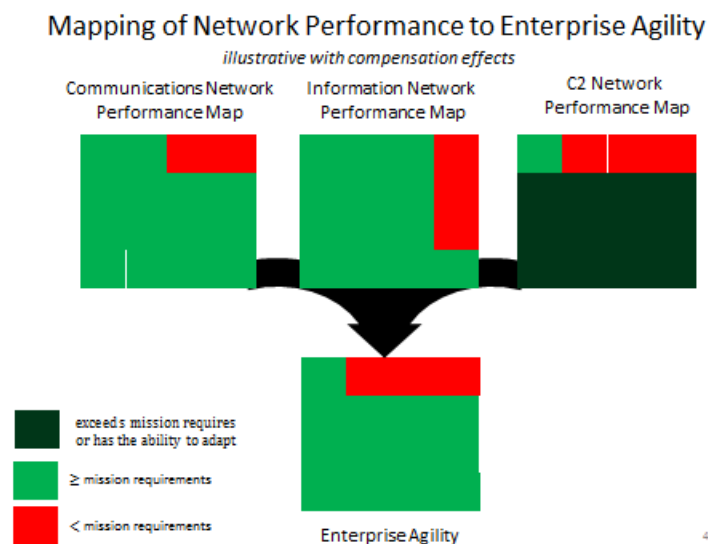 Mapping of Network Performance to Enterprise Agility
illustrative with compensation effects
Communications Network
Performance Map
Information Network
Performance Map
C2 Network
Performance Map
exceeds mission requires
or has the ability to adapt
≥ mission requirements
< mission requirements
Enterprise Agility
4